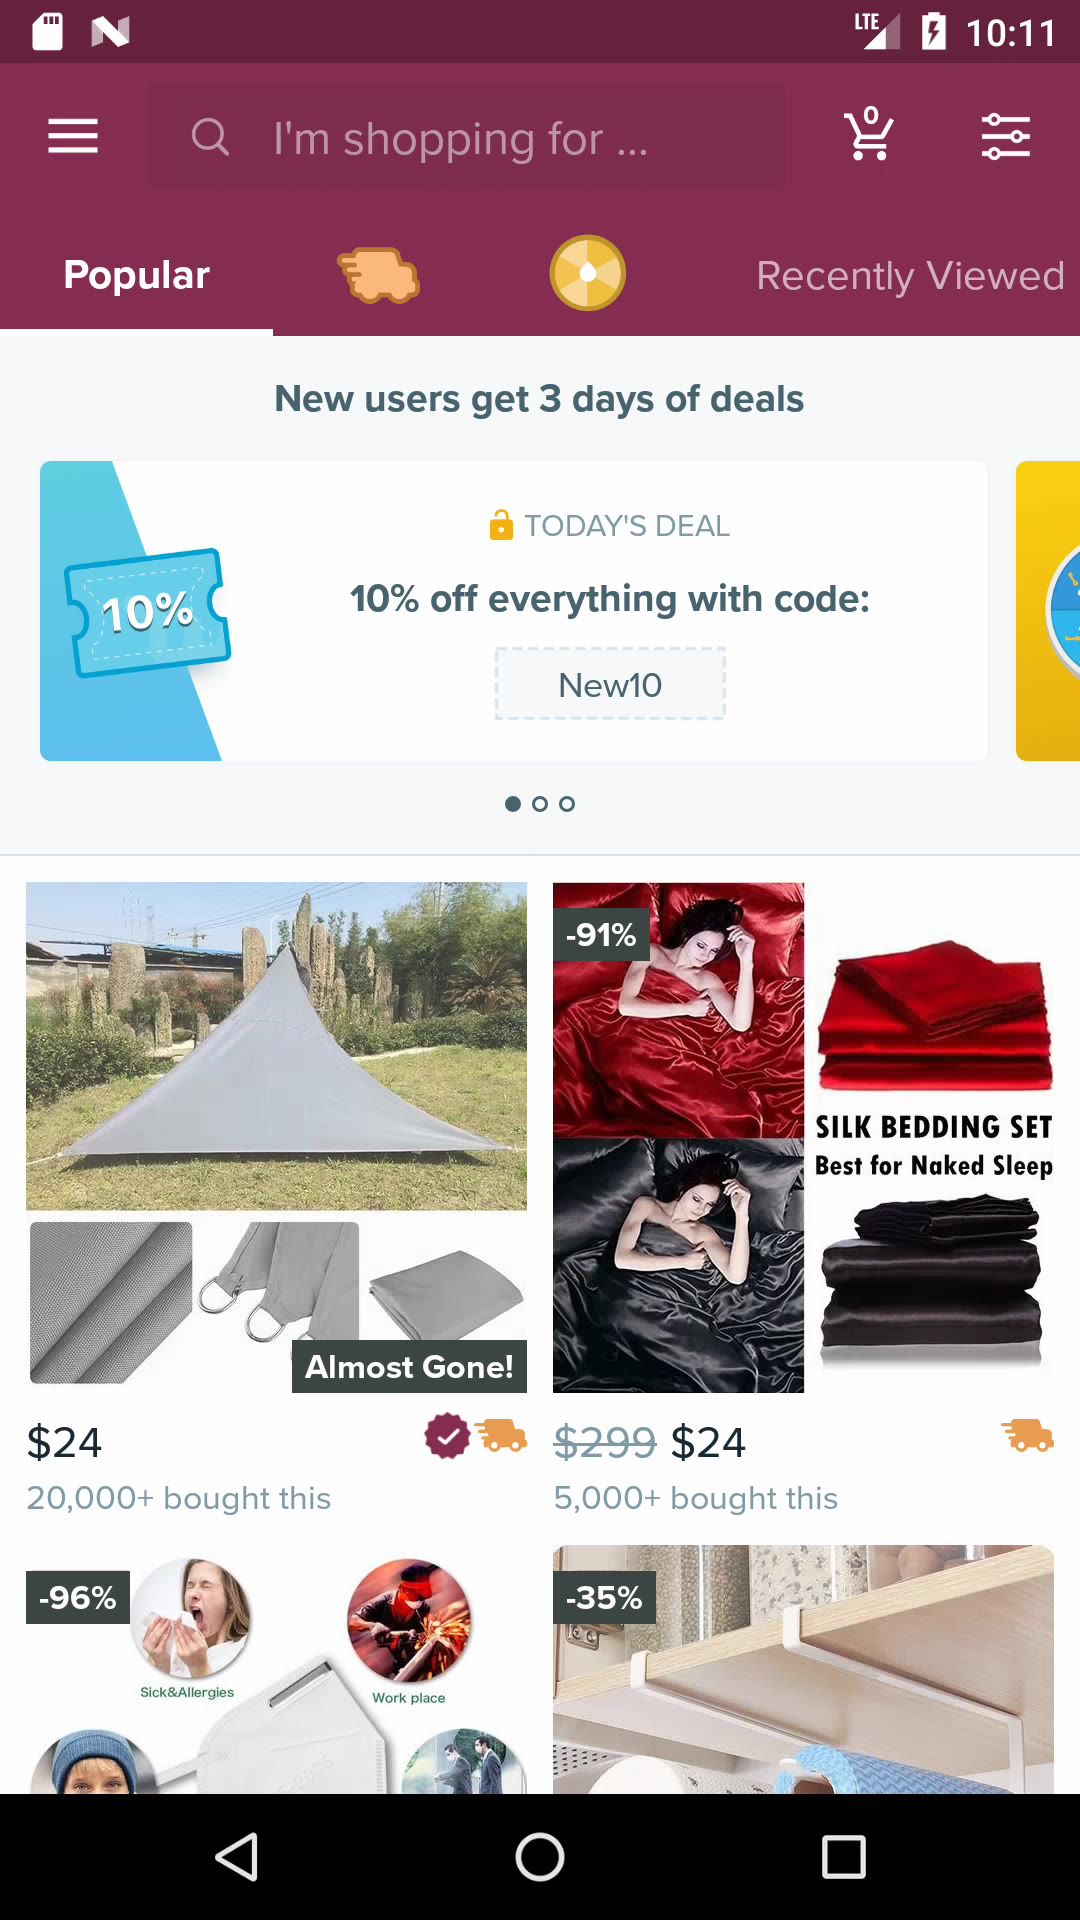 LTE 10:11
I'm shopping for ...
0
Popular
Recently Viewed
New users get 3 days of deals
10%
TODAY'S DEAL
10% off everything with code:
New10
-91%
SILK BEDDING SET
Best for Naked Sleep
Almost Gone!
$24
20,000+ bought this
$299 $24
5,000+ bought this
-96%
Sick&Allergies
Work place
-35%